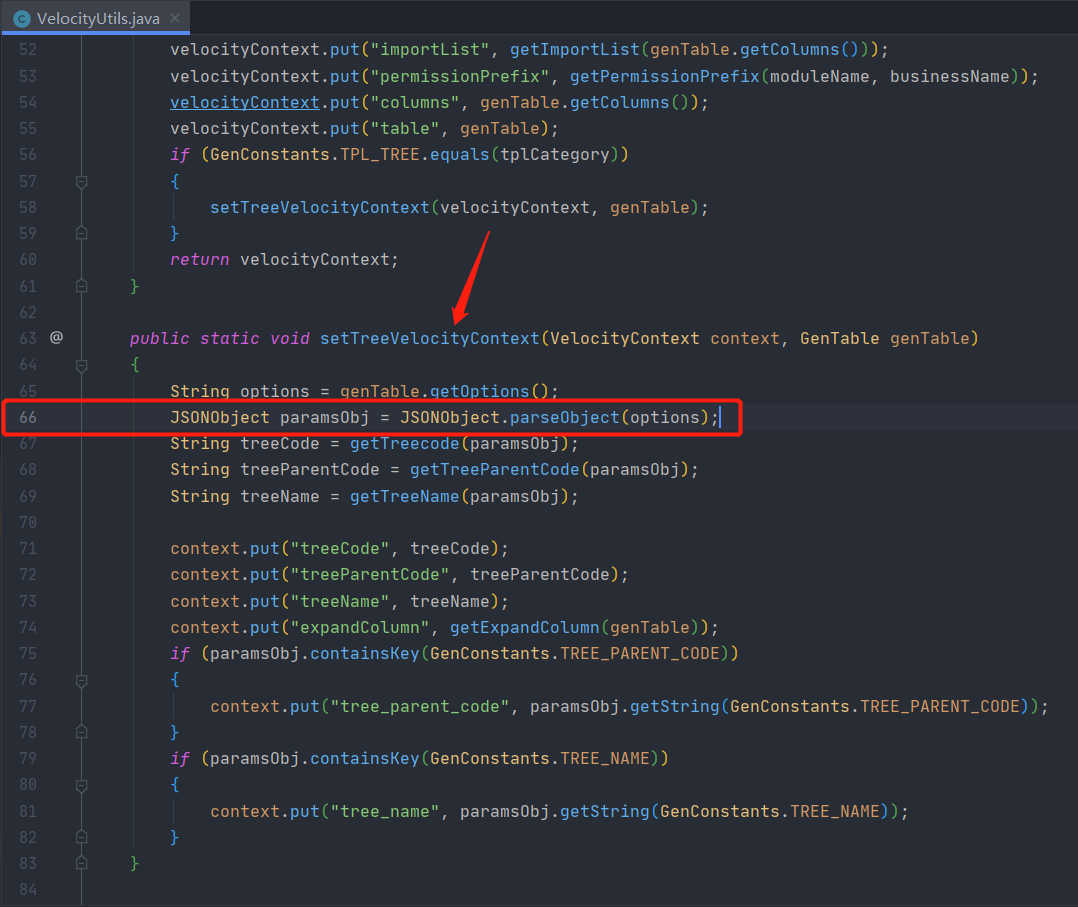 C VelocityUtils.java ×
52 velocityContext.put("importList", getImportList(genTable.getColumns()));
53 velocityContext.put("permissionPrefix", getPermissionPrefix(moduleName, businessName));
54 velocityContext.put("columns", genTable.getColumns());
55 velocityContext.put("table", genTable);
56 if (GenConstants.TPL_TREE.equals(tplCategory))
57 {
58 setTreeVelocityContext(velocityContext, genTable);
59 }
60 return velocityContext;
61 }
62
63 @ public static void setTreeVelocityContext(VelocityContext context, GenTable genTable)
64 {
65 String options = genTable.getOptions();
66 JSONObject paramsObj = JSONObject.parseObject(options);
67 String treeCode = getTreecode(paramsObj);
68 String treeParentCode = getTreeParentCode(paramsObj);
69 String treeName = getTreeName(paramsObj);
70
71 context.put("treeCode", treeCode);
72 context.put("treeParentCode", treeParentCode);
73 context.put("treeName", treeName);
74 context.put("expandColumn", getExpandColumn(genTable));
75 if (paramsObj.containsKey(GenConstants.TREE_PARENT_CODE))
76 {
77 context.put("tree_parent_code", paramsObj.getString(GenConstants.TREE_PARENT_CODE));
78 }
79 if (paramsObj.containsKey(GenConstants.TREE_NAME))
80 {
81 context.put("tree_name", paramsObj.getString(GenConstants.TREE_NAME));
82 }
83 }
84